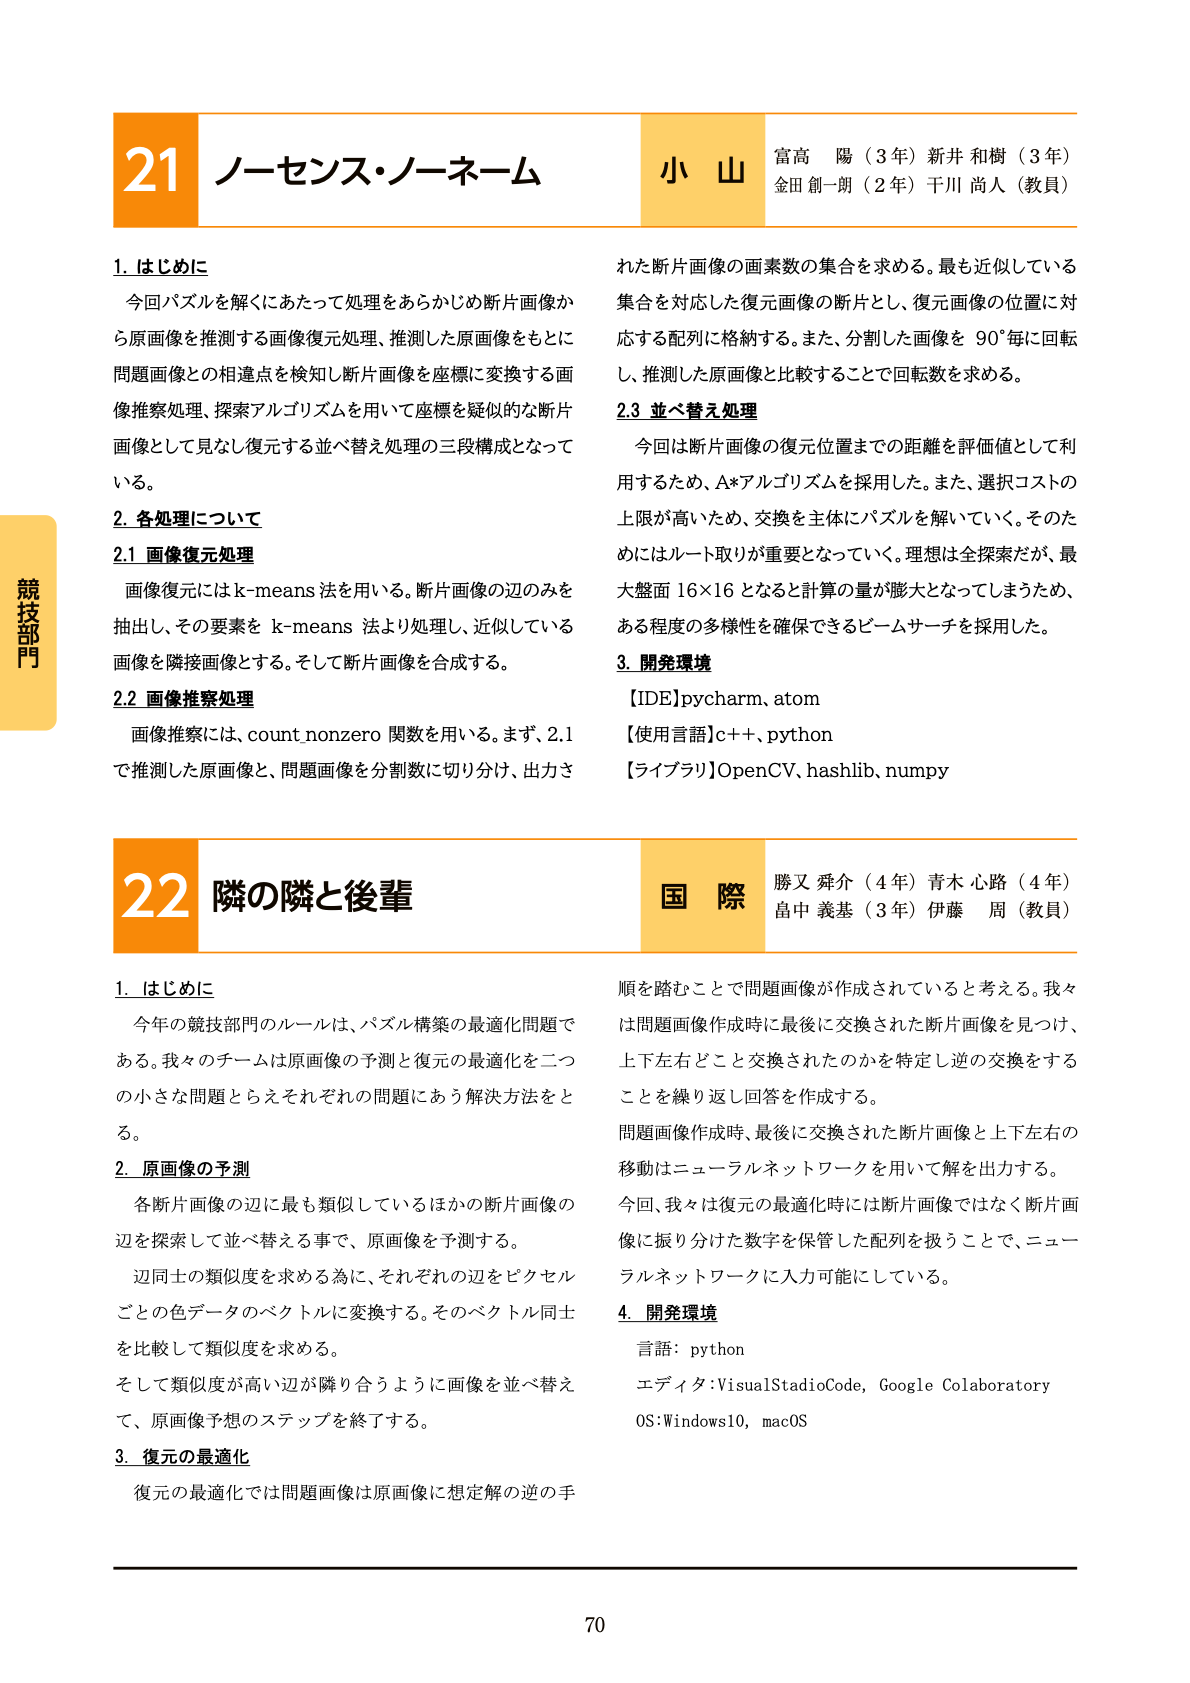 21 ノーセンス・ノーネーム
小 山
富高　陽（３年）新井 和樹（３年）
金田 創一朗（２年）干川 尚人（教員）
1. はじめに
今回パズルを解くにあたって処理をあらかじめ断片画像か
ら原画像を推測する画像復元処理、推測した原画像をもとに
問題画像との相違点を検知し断片画像を座標に変換する画
像推察処理、探索アルゴリズムを用いて座標を疑似的な断片
画像として見なし復元する並べ替え処理の三段構成となって
いる。
2. 各処理について
2.1 画像復元処理
画像復元にはk-means法を用いる。断片画像の辺のみを
抽出し、その要素を k-means 法より処理し、近似している
画像を隣接画像とする。そして断片画像を合成する。
2.2 画像推察処理
画像推察には、count_nonzero 関数を用いる。まず、2.1
で推測した原画像と、問題画像を分割数に切り分け、出力さ
れた断片画像の画素数の集合を求める。最も近似している
集合を対応した復元画像の断片とし、復元画像の位置に対
応する配列に格納する。また、分割した画像を 90°毎に回転
し、推測した原画像と比較することで回転数を求める。
2.3 並べ替え処理
今回は断片画像の復元位置までの距離を評価値として利
用するため、A*アルゴリズムを採用した。また、選択コストの
上限が高いため、交換を主体にパズルを解いていく。そのた
めにはルート取りが重要となっていく。理想は全探索だが、最
大盤面 16×16 となると計算の量が膨大となってしまうため、
ある程度の多様性を確保できるビームサーチを採用した。
3. 開発環境
【IDE】pycharm、atom
【使用言語】c++、python
【ライブラリ】OpenCV、hashlib、numpy
競技部門
22 隣の隣と後輩
国 際
勝又 舜介（４年）青木 心路（４年）
畠中 義基（３年）伊藤　周（教員）
1. はじめに
今年の競技部門のルールは、パズル構築の最適化問題で
ある。我々のチームは原画像の予測と復元の最適化を二つ
の小さな問題とらえそれぞれの問題にあう解決方法をと
る。
2. 原画像の予測
各断片画像の辺に最も類似しているほかの断片画像の
辺を探索して並べ替える事で、原画像を予測する。
辺同士の類似度を求める為に、それぞれの辺をピクセル
ごとの色データのベクトルに変換する。そのベクトル同士
を比較して類似度を求める。
そして類似度が高い辺が隣り合うように画像を並べ替え
て、原画像予想のステップを終了する。
3. 復元の最適化
復元の最適化では問題画像は原画像に想定解の逆の手
順を踏むことで問題画像が作成されていると考える。我々
は問題画像作成時に最後に交換された断片画像を見つけ、
上下左右どこと交換されたのかを特定し逆の交換をする
ことを繰り返し回答を作成する。
問題画像作成時、最後に交換された断片画像と上下左右の
移動はニューラルネットワークを用いて解を出力する。
今回、我々は復元の最適化時には断片画像ではなく断片画
像に振り分けた数字を保管した配列を扱うことで、ニュー
ラルネットワークに入力可能にしている。
4. 開発環境
言語: python
エディタ:VisualStadioCode, Google Colaboratory
OS:Windows10, macOS
70